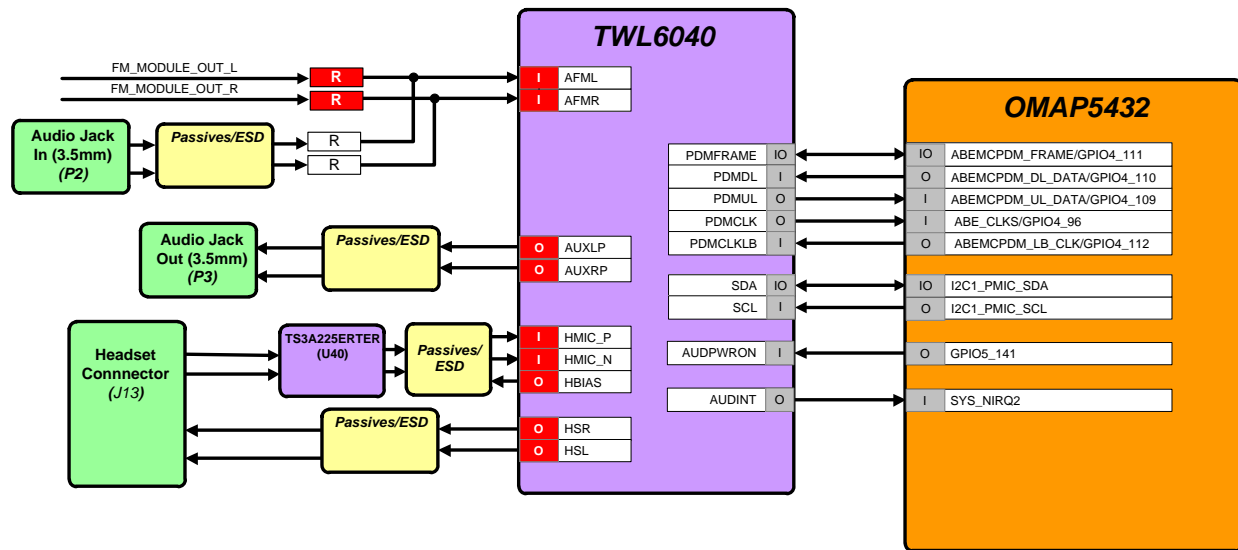 TWL6040
OMAP5432
FM_MODULE_OUT_L
R
I
AFML
FM_MODULE_OUT_R
R
I
AFMR
Audio Jack
In (3.5mm)
(P2)
Passives/ESD
R
R
PDMFRAME
IO
IO
ABEMCPDM_FRAME/GPIO4_111
PDMDL
I
O
ABEMCPDM_DL_DATA/GPIO4_110
PDMUL
O
I
ABEMCPDM_UL_DATA/GPIO4_109
PDMCLK
O
I
ABE_CLKS/GPIO4_96
PDMCLKLB
I
O
ABEMCPDM_LB_CLK/GPIO4_112
Audio Jack
Out (3.5mm)
(P3)
Passives/ESD
O
AUXLP
O
AUXRP
SDA
IO
IO
I2C1_PMIC_SDA
SCL
I
O
I2C1_PMIC_SCL
Headset
Connnector
(J13)
TS3A225ERTER
(U40)
Passives/
ESD
I
HMIC_P
I
HMIC_N
O
HBIAS
AUDPWRON
I
O
GPIO5_141
AUDINT
O
I
SYS_NIRQ2
Passives/ESD
O
HSR
O
HSL